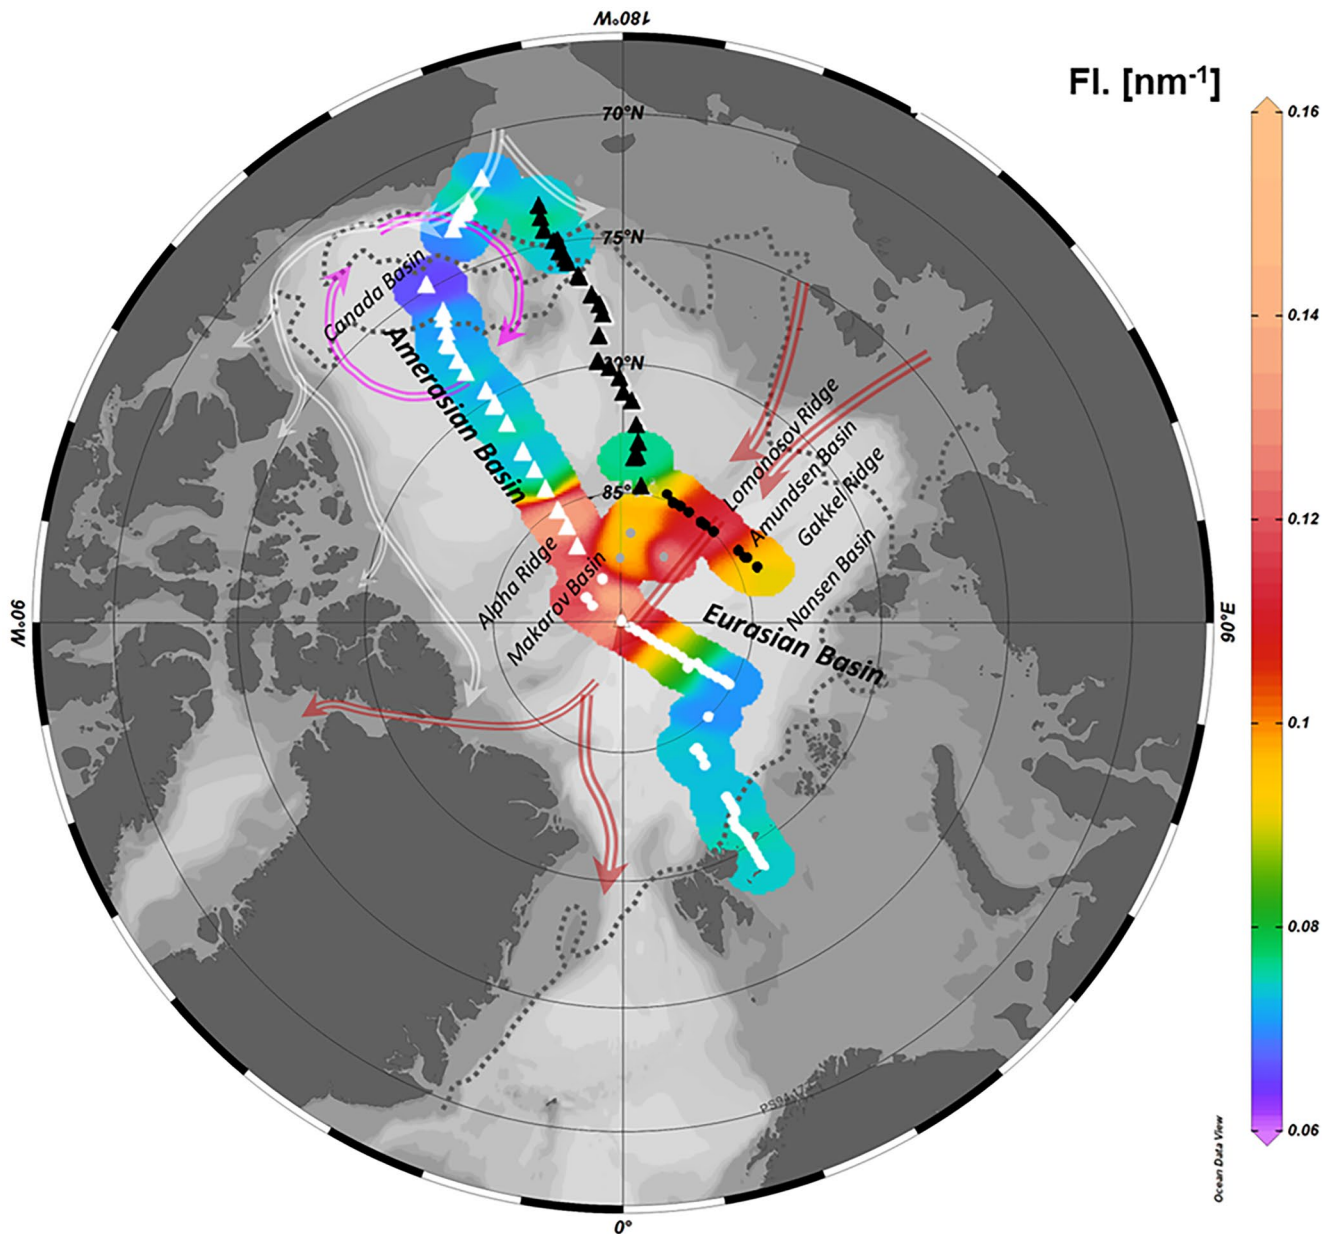 180°W
Fl. [nm-1]
0.16
70°N
75°N
Canada Basin
0.14
Amerasian Basin
80°N
Lomonosov Ridge
Amundsen Basin
Gakkel Ridge
85°N
0.12
Nansen Basin
Alpha Ridge
Makarov Basin
90°W
90°E
Eurasian Basin
0.1
0.08
0.06
Ocean Data View
0°